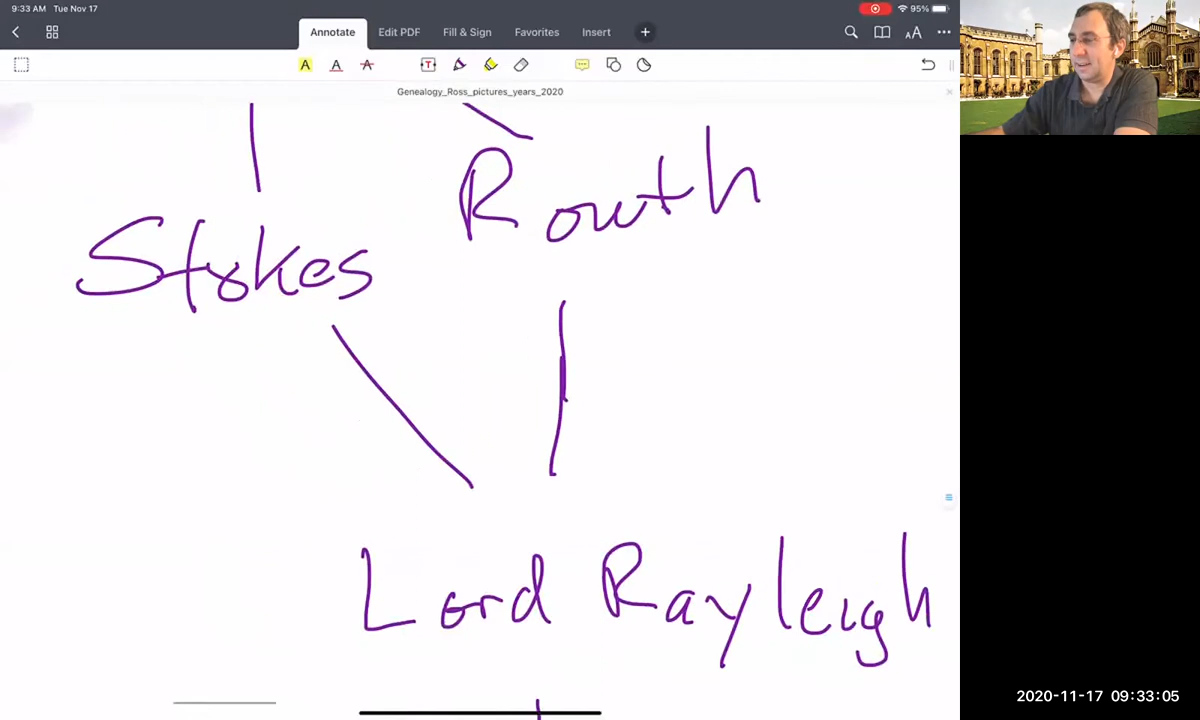 9:33 AM Tue Nov 17
95%
Annotate Edit PDF Fill & Sign Favorites Insert +
AA
A A A T
Genealogy_Ross_pictures_years_2020
Routh
Stokes
Lord Rayleigh
2020-11-17 09:33:05